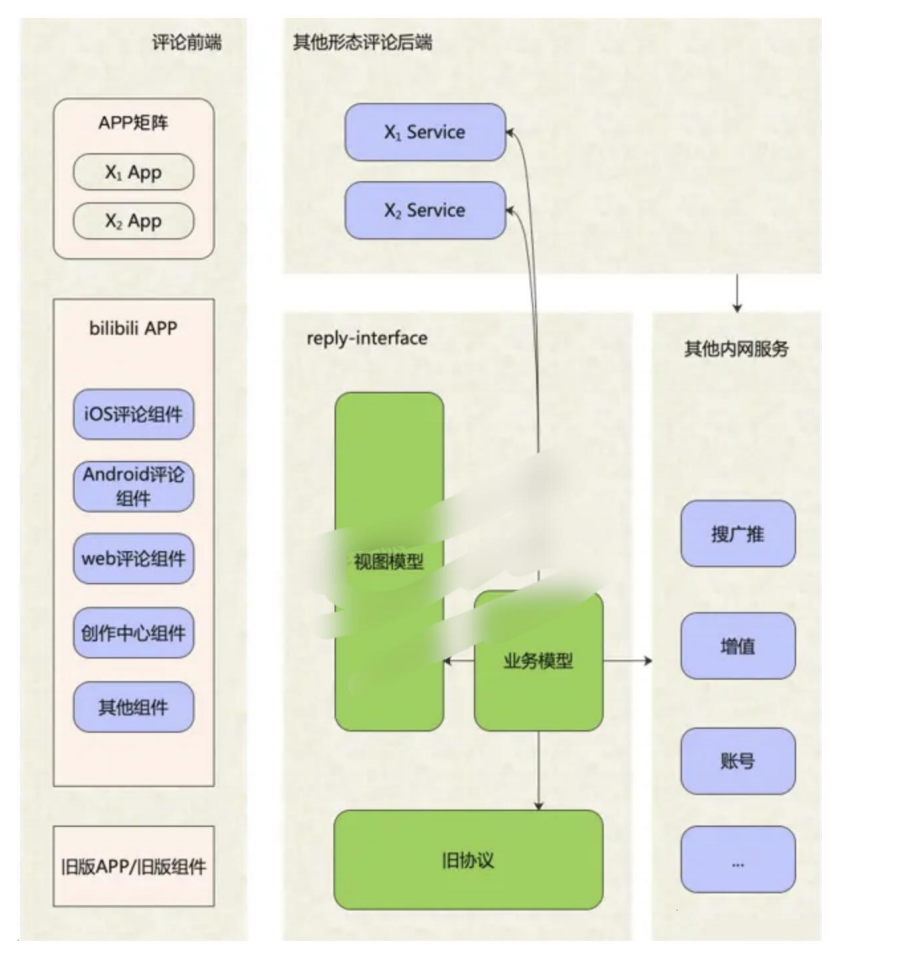 评论前端
APP矩阵
X₁ App
X₂ App
bilibili APP
iOS评论组件
Android评论
组件
web评论组件
创作中心组件
其他组件
旧版APP/旧版组件
其他形态评论后端
X₁ Service
X₂ Service
reply-interface
视图模型
业务模型
旧协议
其他内网服务
搜广推
增值
账号
...